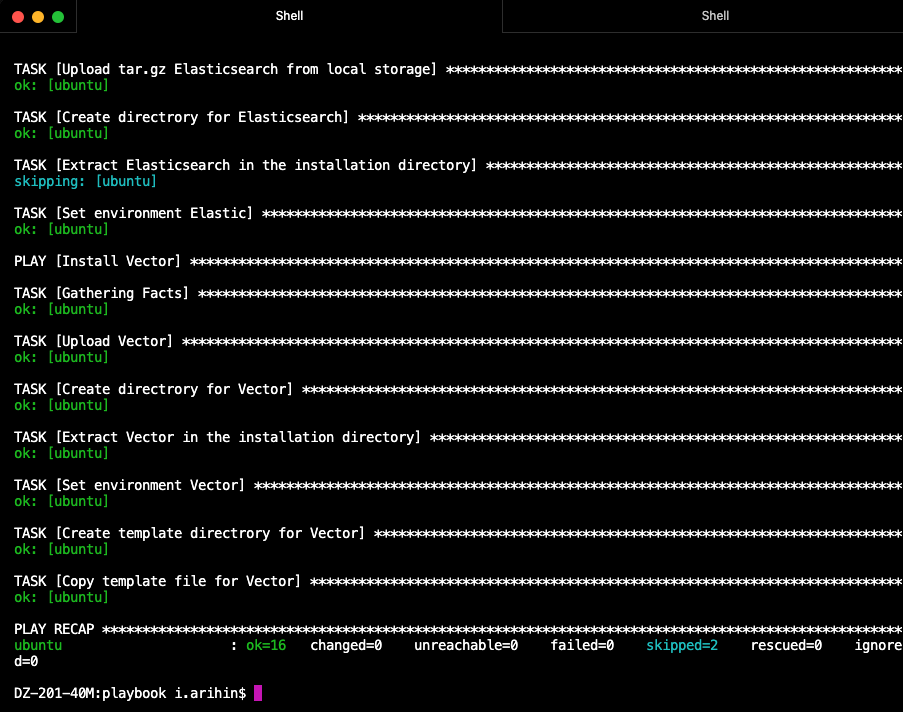 Shell Shell
TASK [Upload tar.gz Elasticsearch from local storage] *********************************************************
ok: [ubuntu]
TASK [Create directrory for Elasticsearch] ********************************************************************
ok: [ubuntu]
TASK [Extract Elasticsearch in the installation directory] ****************************************************
skipping: [ubuntu]
TASK [Set environment Elastic] ********************************************************************************
ok: [ubuntu]
PLAY [Install Vector] *****************************************************************************************
TASK [Gathering Facts] ****************************************************************************************
ok: [ubuntu]
TASK [Upload Vector] ******************************************************************************************
ok: [ubuntu]
TASK [Create directrory for Vector] ***************************************************************************
ok: [ubuntu]
TASK [Extract Vector in the installation directory] ***********************************************************
ok: [ubuntu]
TASK [Set environment Vector] *********************************************************************************
ok: [ubuntu]
TASK [Create template directrory for Vector] ******************************************************************
ok: [ubuntu]
TASK [Copy template file for Vector] **************************************************************************
ok: [ubuntu]
PLAY RECAP ****************************************************************************************************
ubuntu                     : ok=16   changed=0    unreachable=0    failed=0    skipped=2    rescued=0    ignore
d=0
DZ-201-40M:playbook i.arihin$